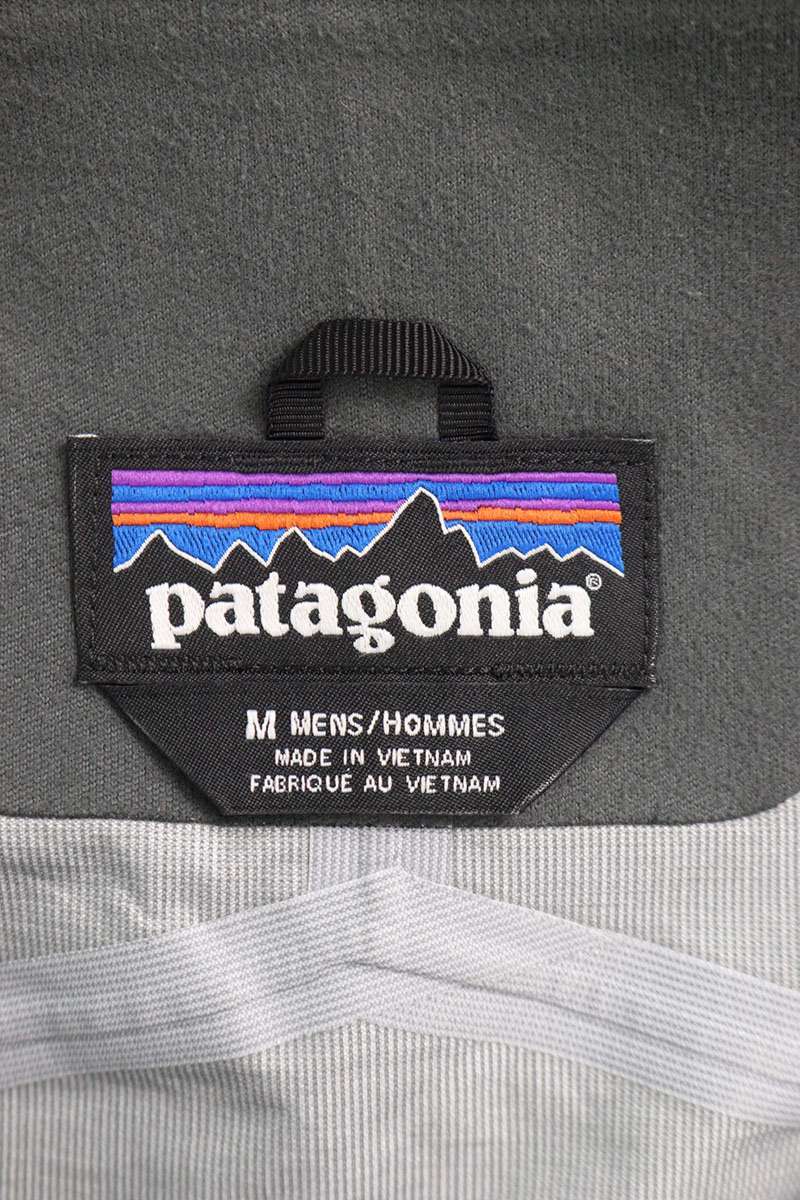 patagonia®
M MENS/HOMMES
MADE IN VIETNAM
FABRIQUÉ AU VIETNAM